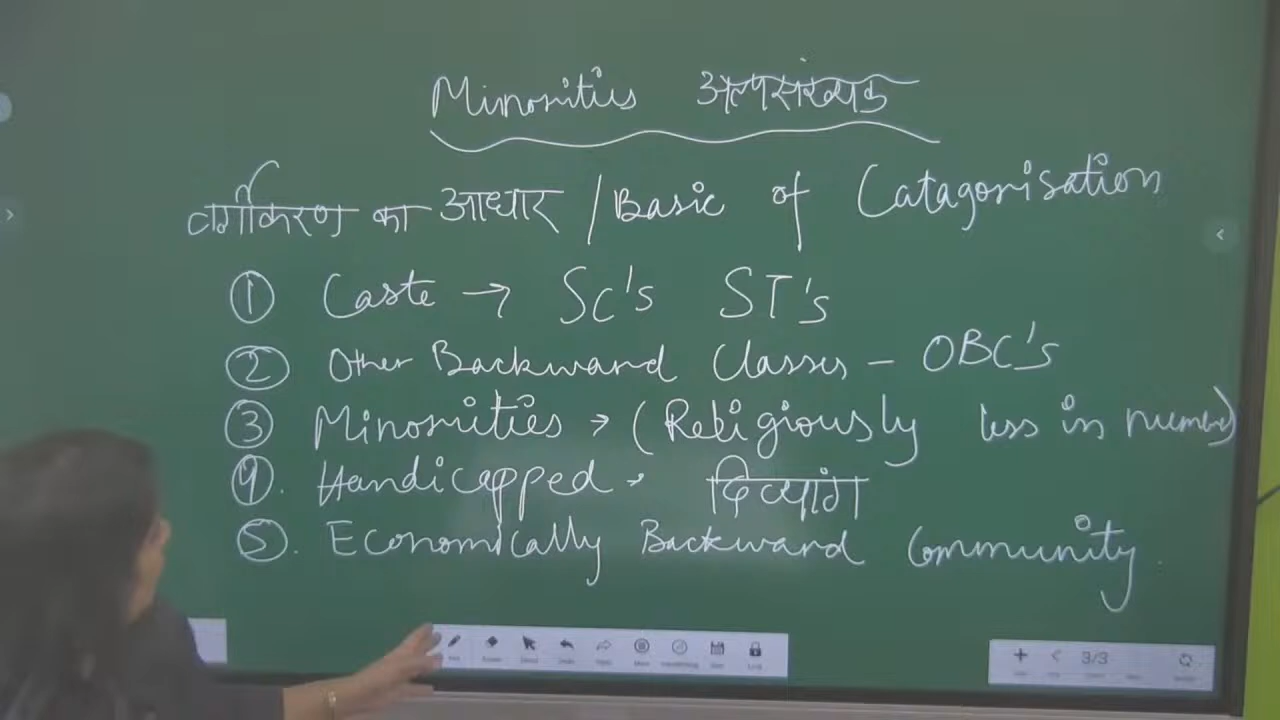 Minorities अल्पसंख्यक
वर्गीकरण का आधार / Basic of Catagorisation
① Caste → SC's ST's
② Other Backward Classes - OBC's
③ Minorities → (Religiously less in number)
④. Handicapped → दिव्यांग
⑤. Economically Backward Community.
3/3